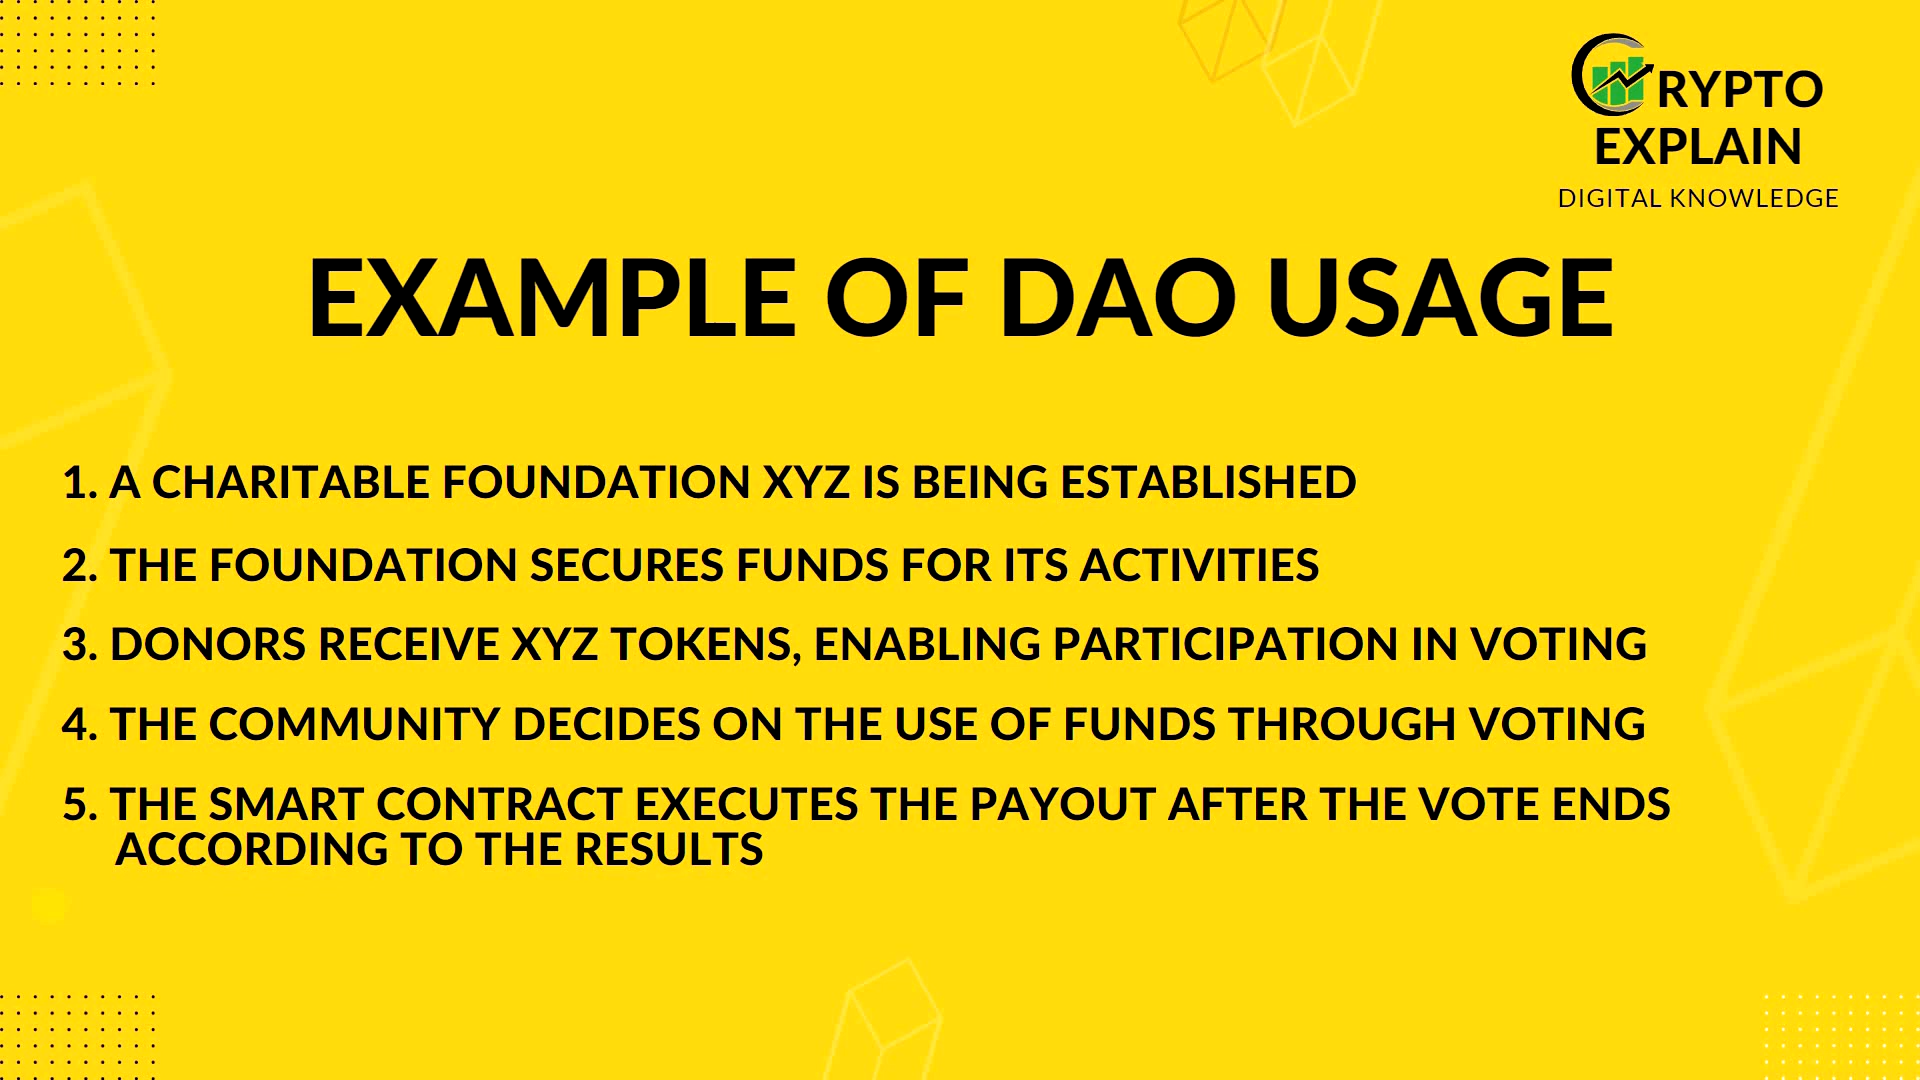 CRYPTO
EXPLAIN
DIGITAL KNOWLEDGE
EXAMPLE OF DAO USAGE
1. A CHARITABLE FOUNDATION XYZ IS BEING ESTABLISHED
2. THE FOUNDATION SECURES FUNDS FOR ITS ACTIVITIES
3. DONORS RECEIVE XYZ TOKENS, ENABLING PARTICIPATION IN VOTING
4. THE COMMUNITY DECIDES ON THE USE OF FUNDS THROUGH VOTING
5. THE SMART CONTRACT EXECUTES THE PAYOUT AFTER THE VOTE ENDS
ACCORDING TO THE RESULTS